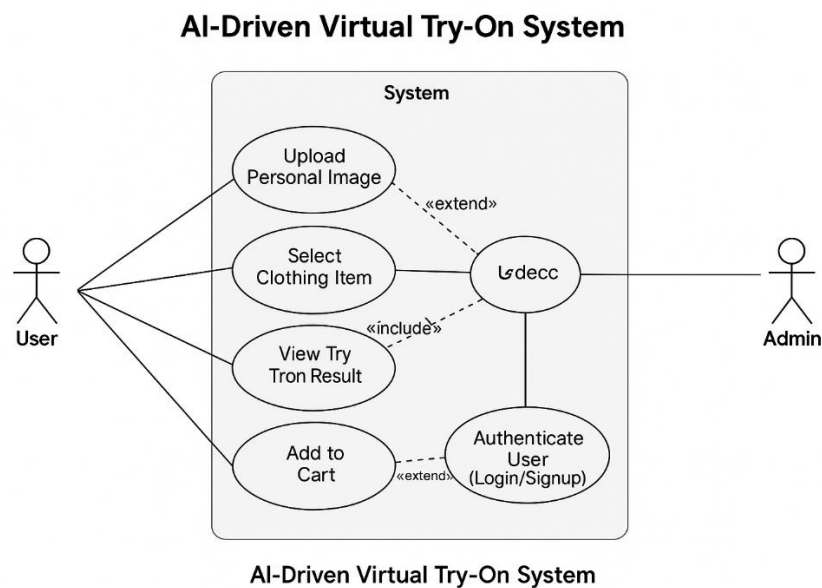 AI-Driven Virtual Try-On System
System
Upload
Personal Image
«extend»
Select
Clothing Item
«include»
View Try
Tron Result
Add to
Cart
«extend»
Authenticate
User
(Login/Signup)
User
Admin
AI-Driven Virtual Try-On System